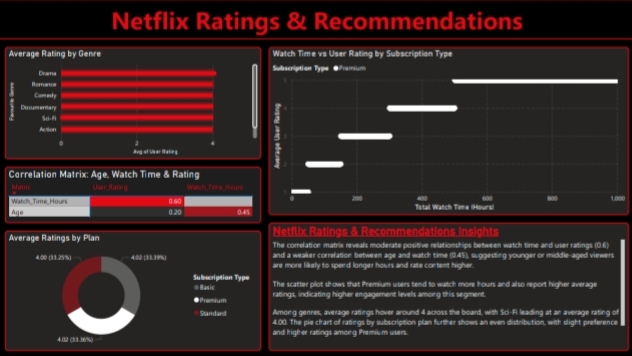 Netflix Ratings & Recommendations
Average Rating by Genre
Favourite Genre
Drama
Romance
Comedy
Documentary
Sci-Fi
Action
0 2 4
Avg of User Rating
Correlation Matrix: Age, Watch Time & Rating
Metric User_Rating Watch_Time_Hours
Watch_Time_Hours 0.60
Age 0.20 0.45
Average Ratings by Plan
4.00 (33.25%)
4.02 (33.39%)
4.02 (33.36%)
Subscription Type
Basic
Premium
Standard
Watch Time vs User Rating by Subscription Type
Subscription Type Premium
Average User Rating
5
4
3
2
1
0 200 400 600 800 1,000
Total Watch Time (Hours)
Netflix Ratings & Recommendations Insights
The correlation matrix reveals moderate positive relationships between watch time and user ratings (0.6)
and a weaker correlation between age and watch time (0.45), suggesting younger or middle-aged viewers
are more likely to spend longer hours and rate content higher.
The scatter plot shows that Premium users tend to watch more hours and also report higher average
ratings, indicating higher engagement levels among this segment.
Among genres, average ratings hover around 4 across the board, with Sci-Fi leading at an average rating of
4.00. The pie chart of ratings by subscription plan further shows an even distribution, with slight preference
and higher ratings among Premium users.